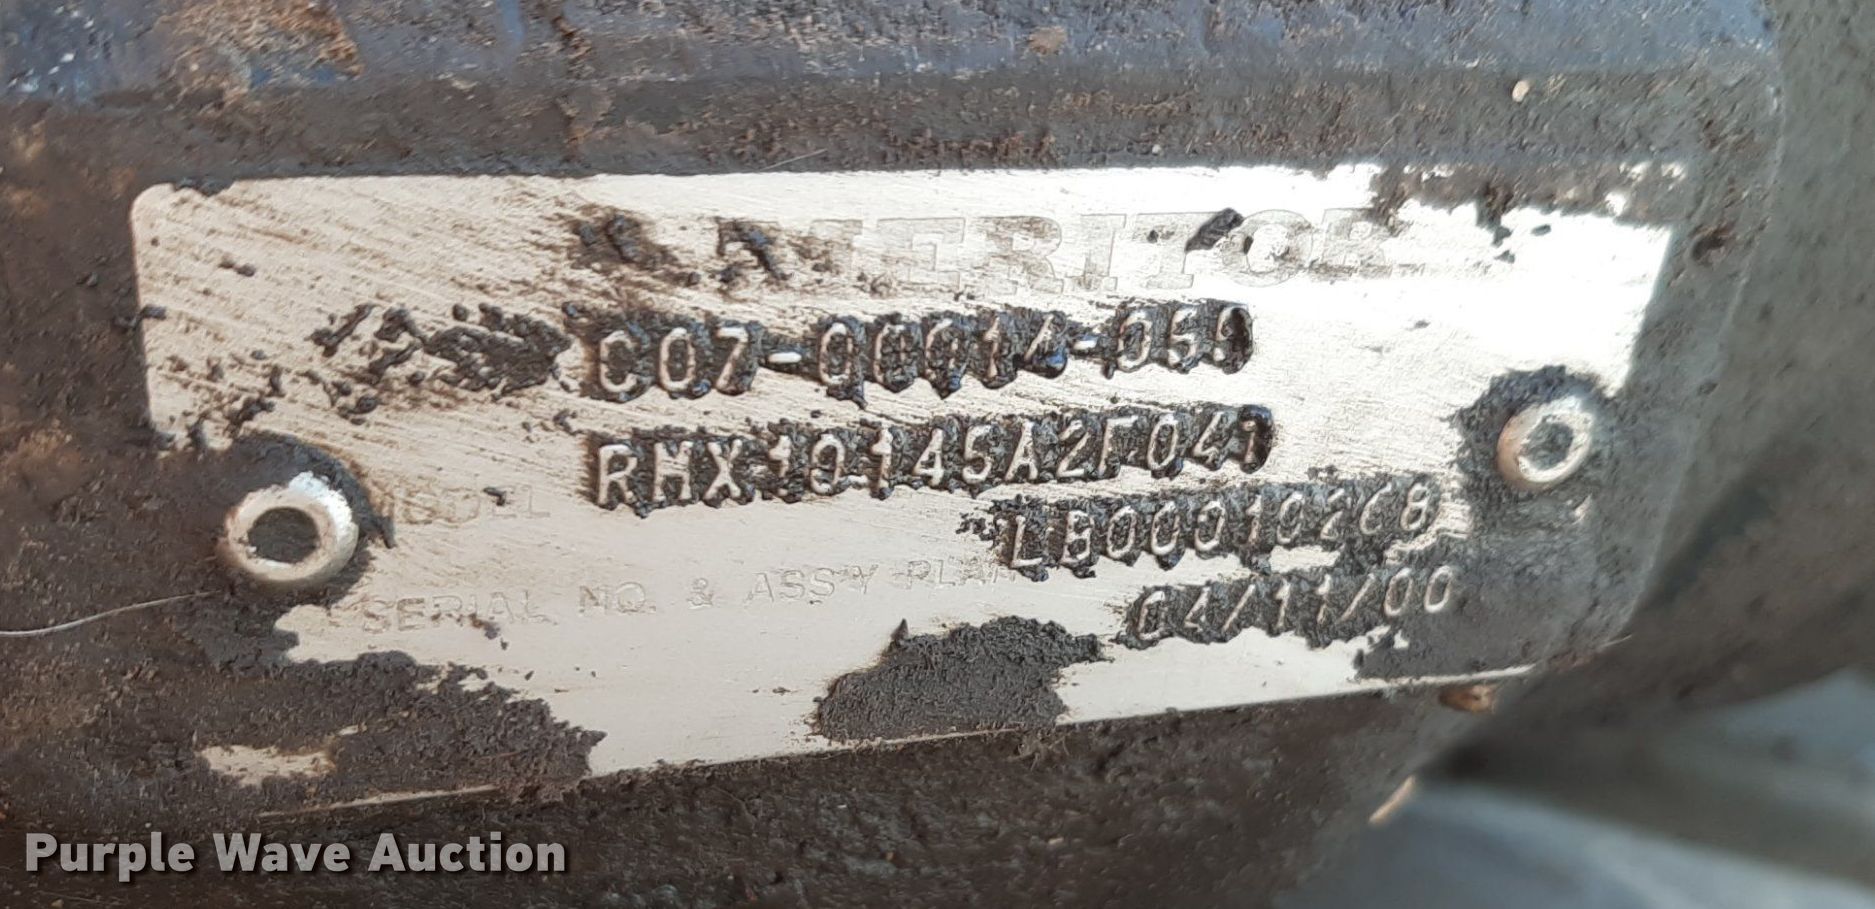 MERITOR
C07-00014-059
RMX10145A2F041
MODEL
LB00010268
SERIAL NO. & ASS'Y PLANT
04/11/00
Purple Wave Auction